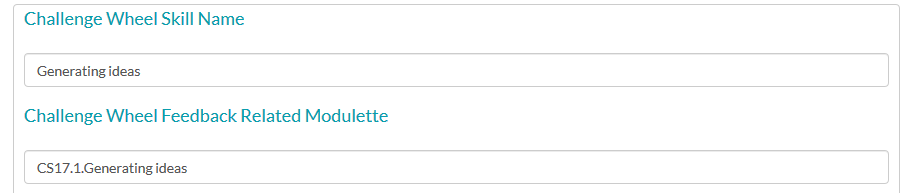 Challenge Wheel Skill Name
Generating ideas
Challenge Wheel Feedback Related Modulette
CS17.1.Generating ideas